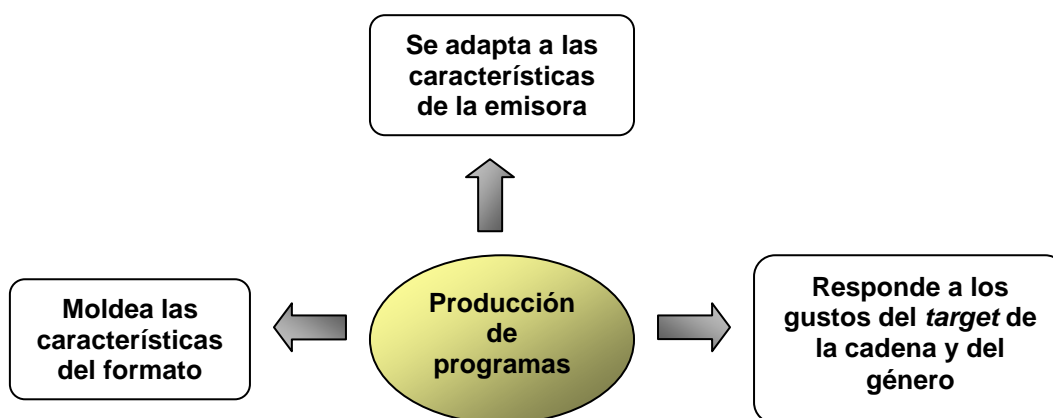 Se adapta a las
características
de la emisora
Moldea las
características
del formato
Producción
de
programas
Responde a los
gustos del target de
la cadena y del
género